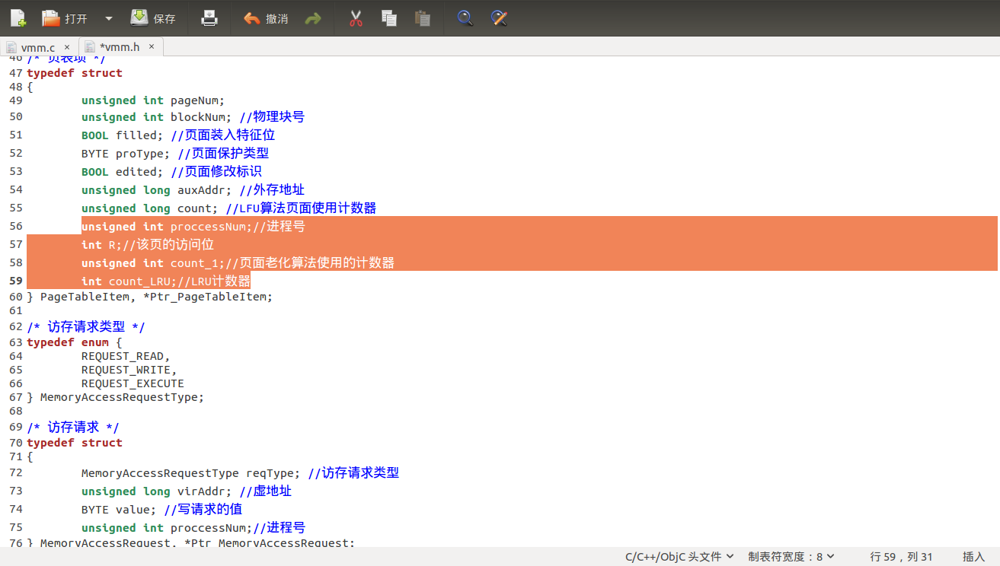 打开 保存 撤消
vmm.c × *vmm.h ×
46 /* 页表项 */
47 typedef struct
48 {
49 unsigned int pageNum;
50 unsigned int blockNum; //物理块号
51 BOOL filled; //页面装入特征位
52 BYTE proType; //页面保护类型
53 BOOL edited; //页面修改标识
54 unsigned long auxAddr; //外存地址
55 unsigned long count; //LFU算法页面使用计数器
56 unsigned int proccessNum;//进程号
57 int R;//该页的访问位
58 unsigned int count_1;//页面老化算法使用的计数器
59 int count_LRU;//LRU计数器
60 } PageTableItem, *Ptr_PageTableItem;
61
62 /* 访存请求类型 */
63 typedef enum {
64 REQUEST_READ,
65 REQUEST_WRITE,
66 REQUEST_EXECUTE
67 } MemoryAccessRequestType;
68
69 /* 访存请求 */
70 typedef struct
71 {
72 MemoryAccessRequestType reqType; //访存请求类型
73 unsigned long virAddr; //虚地址
74 BYTE value; //写请求的值
75 unsigned int proccessNum;//进程号
76 } MemoryAccessRequest, *Ptr_MemoryAccessRequest;
C/C++/ObjC 头文件 制表符宽度：8 行 59，列 31 插入